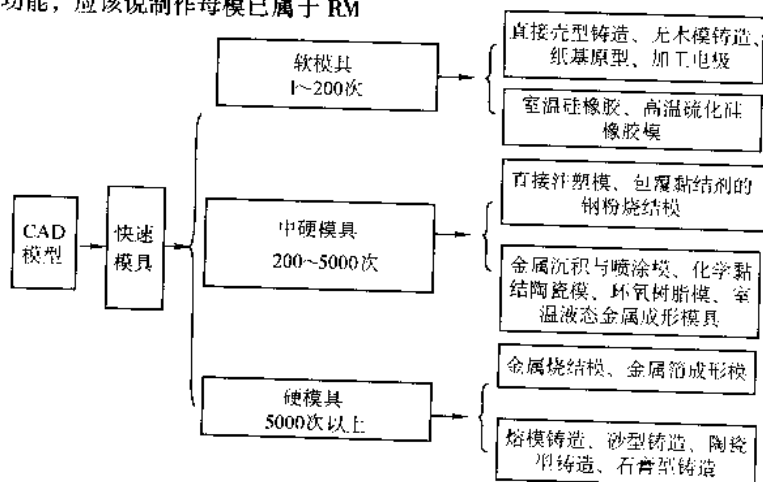 功能，应该说制作母模已属于 RM
CAD
模型
快速
模具
软模具
1～200次
直接壳型铸造、无木模铸造、
纸基原型、加工电极
室温硅橡胶、高温硫化硅
橡胶模
中硬模具
200～5000次
直接注塑模、包覆黏结剂的
钢粉烧结模
金属沉积与喷涂模、化学黏
结陶瓷模、环氧树脂模、室
温液态金属成形模具
硬模具
5000次以上
金属烧结模、金属箔成形模
熔模铸造、砂型铸造、陶瓷
型铸造、石膏型铸造